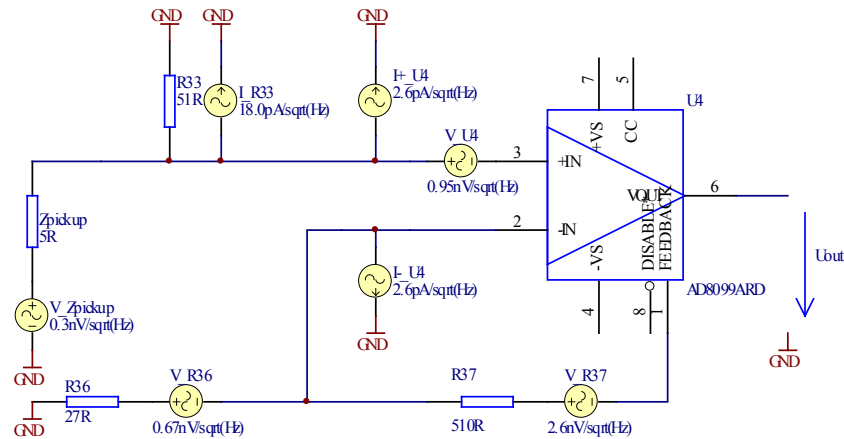 GND
GND
GND
R33
51R
I_R33
18.0pA/sqrt(Hz)
I+_U4
2.6pA/sqrt(Hz)
7
5
U4
+VS
CC
V_U4
0.95nV/sqrt(Hz)
3
+IN
VOUT
6
2
-IN
DISABLE
FEEDBACK
-VS
Zpickup
5R
I-_U4
2.6pA/sqrt(Hz)
AD8099ARD
Uout
V_Zpickup
0.3nV/sqrt(Hz)
4
8
1
GND
GND
GND
R36
27R
V_R36
0.67nV/sqrt(Hz)
R37
510R
V_R37
2.6nV/sqrt(Hz)
GND